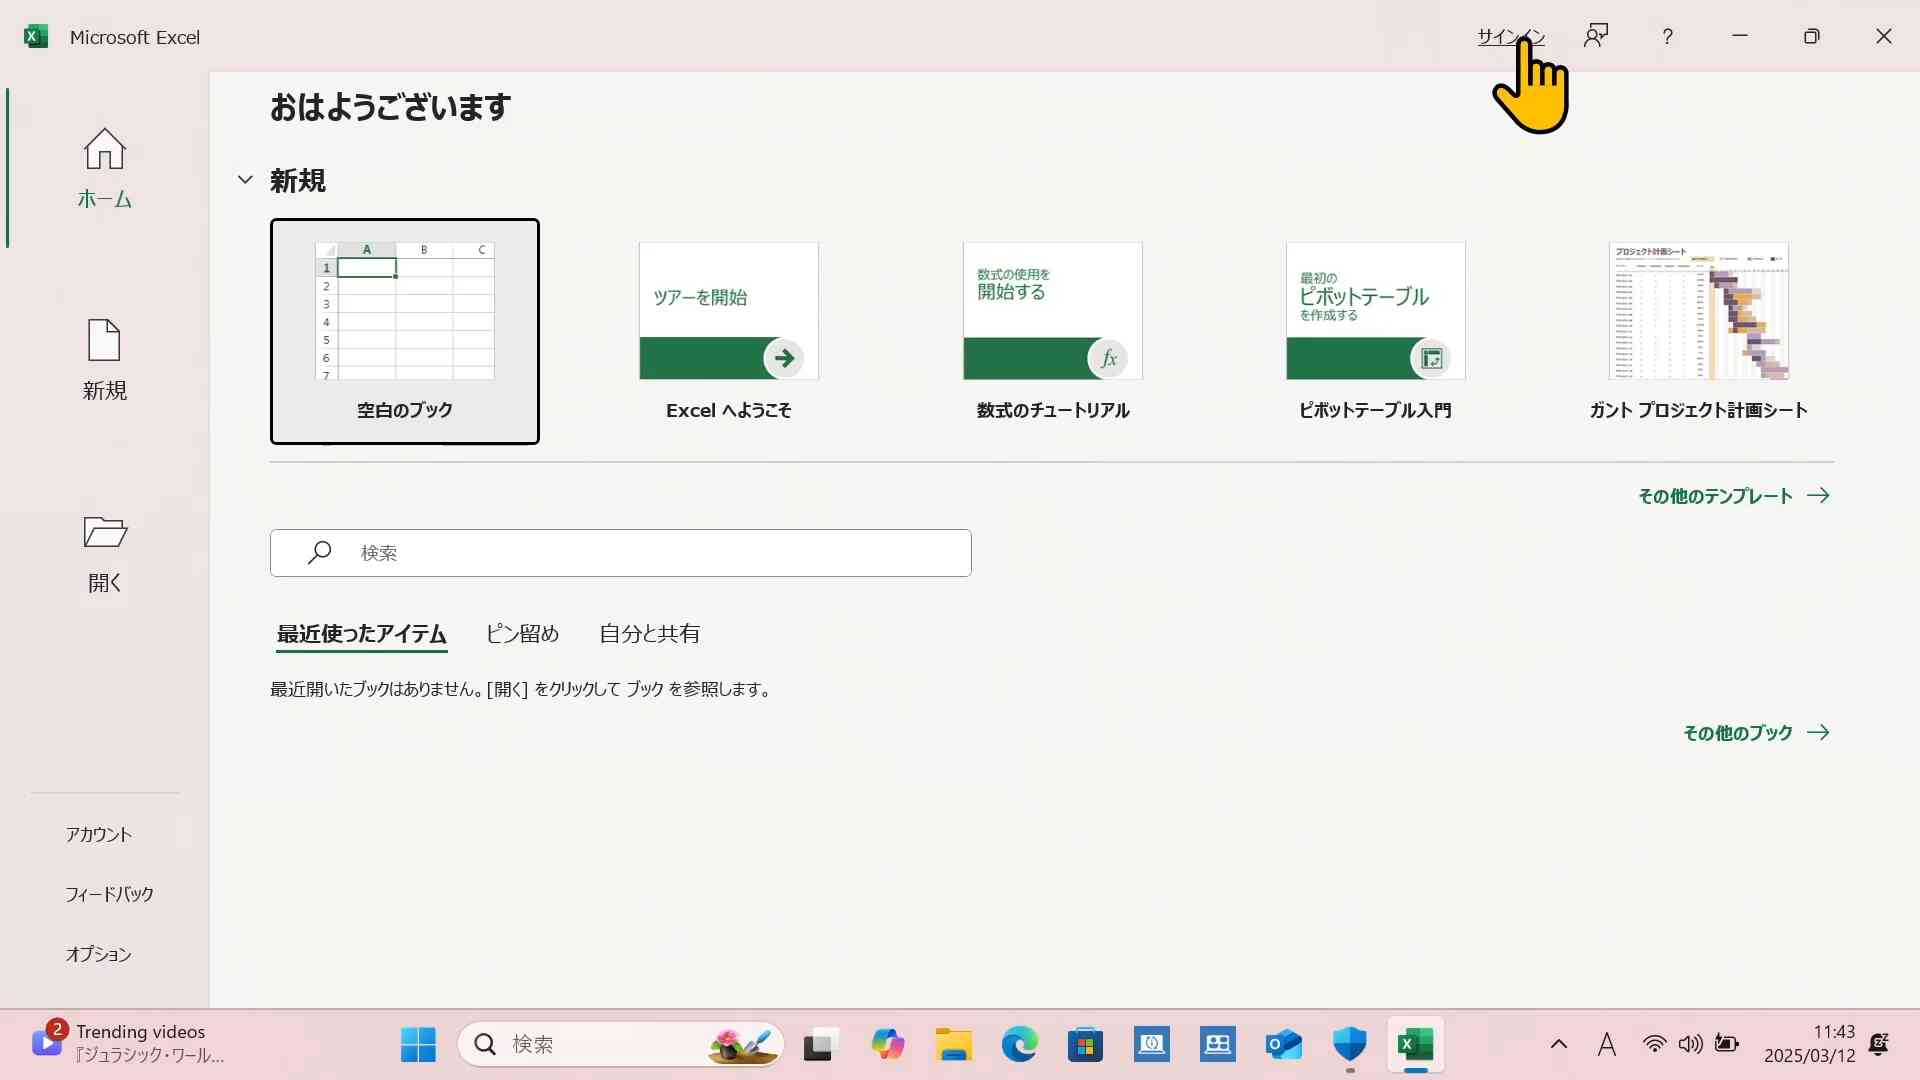 Microsoft Excel
サインイン
?
おはようございます
新規
ホーム
新規
開く
A B C
1
2
3
4
5
6
7
空白のブック
ツアーを開始
Excel へようこそ
数式の使用を
開始する
fx
数式のチュートリアル
最初の
ピボットテーブル
を作成する
ピボットテーブル入門
プロジェクト計画シート
ガント プロジェクト計画シート
その他のテンプレート
検索
最近使ったアイテム ピン留め 自分と共有
最近開いたブックはありません。[開く] をクリックして ブック を参照します。
その他のブック
アカウント
フィードバック
オプション
2
Trending videos
『ジュラシック・ワール...
検索
A
11:43
2025/03/12